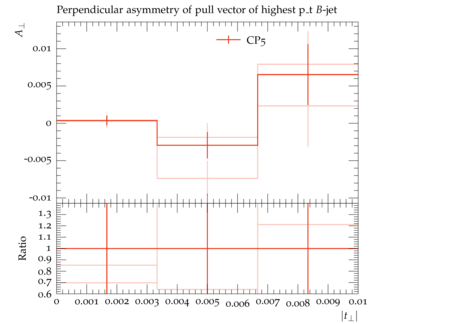 Perpendicular asymmetry of pull vector of highest p_t B-jet
A⊥
CP5
0.01
0.005
0
-0.005
-0.01
Ratio
1.3
1.2
1.1
1
0.9
0.8
0.7
0.6
0 0.001 0.002 0.003 0.004 0.005 0.006 0.007 0.008 0.009 0.01
|t⊥|